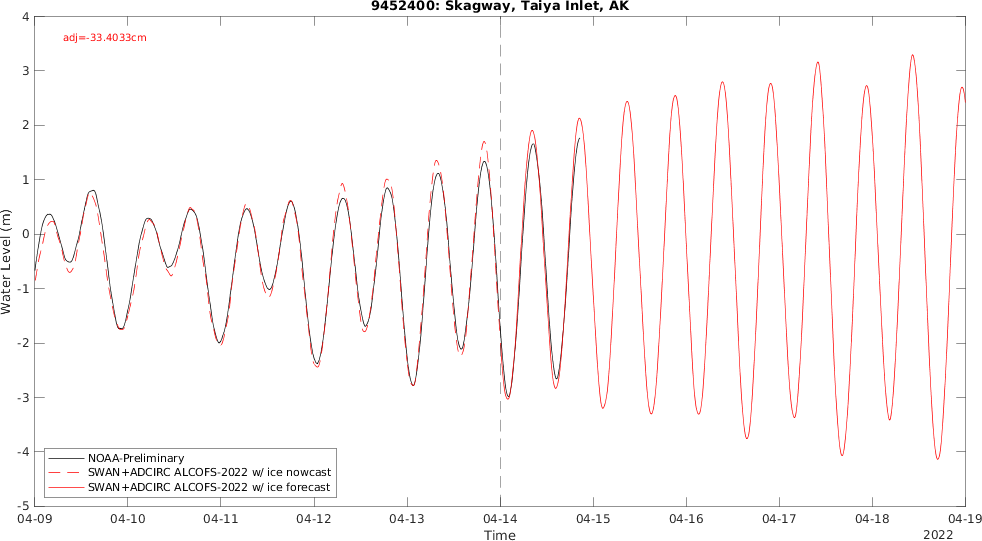 9452400: Skagway, Taiya Inlet, AK
adj=-33.4033cm
4
3
2
1
0
-1
-2
-3
-4
-5
Water Level (m)
NOAA-Preliminary
SWAN+ADCIRC ALCOFS-2022 w/ ice nowcast
SWAN+ADCIRC ALCOFS-2022 w/ ice forecast
04-09 04-10 04-11 04-12 04-13 04-14 04-15 04-16 04-17 04-18 04-19
Time
2022